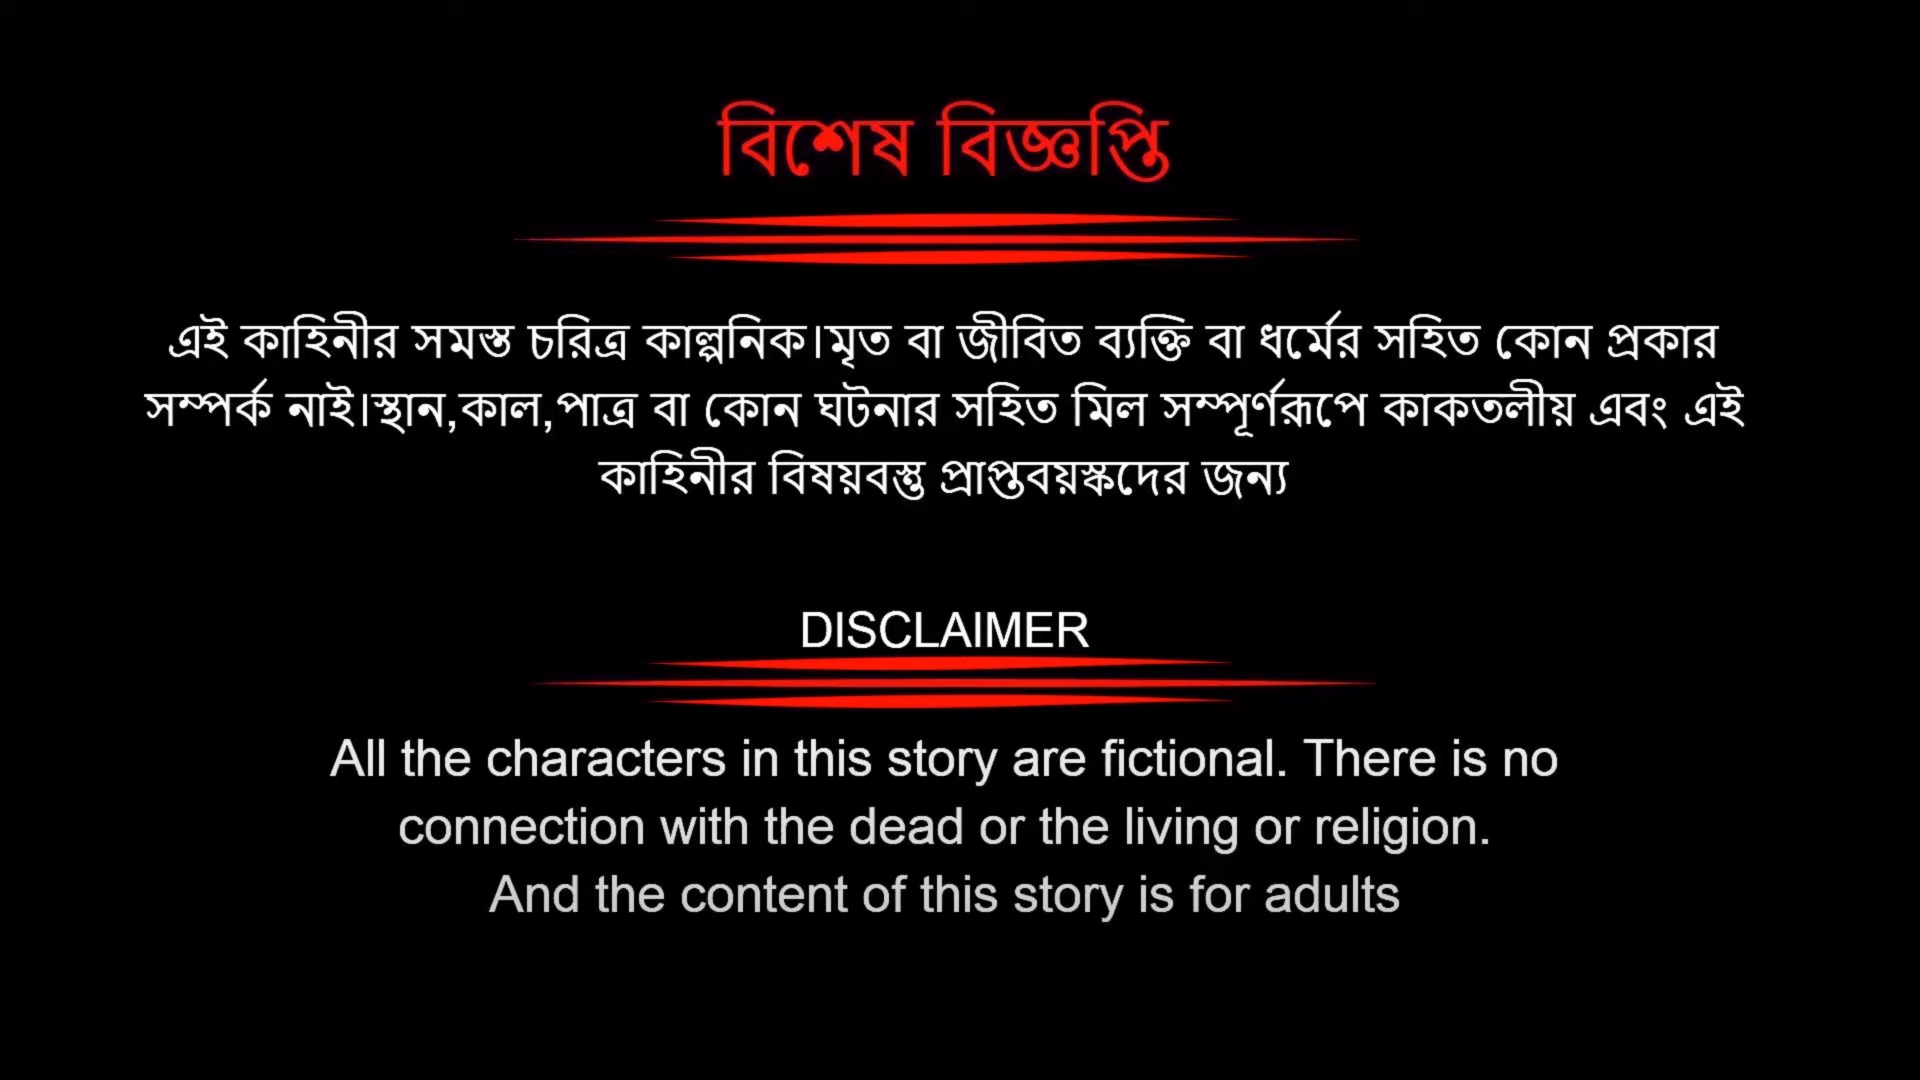 বিশেষ বিজ্ঞপ্তি
এই কাহিনীর সমস্ত চরিত্র কাল্পনিক।মৃত বা জীবিত ব্যক্তি বা ধর্মের সহিত কোন প্রকার
সম্পর্ক নাই।স্থান,কাল,পাত্র বা কোন ঘটনার সহিত মিল সম্পূর্ণরূপে কাকতলীয় এবং এই
কাহিনীর বিষয়বস্তু প্রাপ্তবয়স্কদের জন্য
DISCLAIMER
All the characters in this story are fictional. There is no
connection with the dead or the living or religion.
And the content of this story is for adults